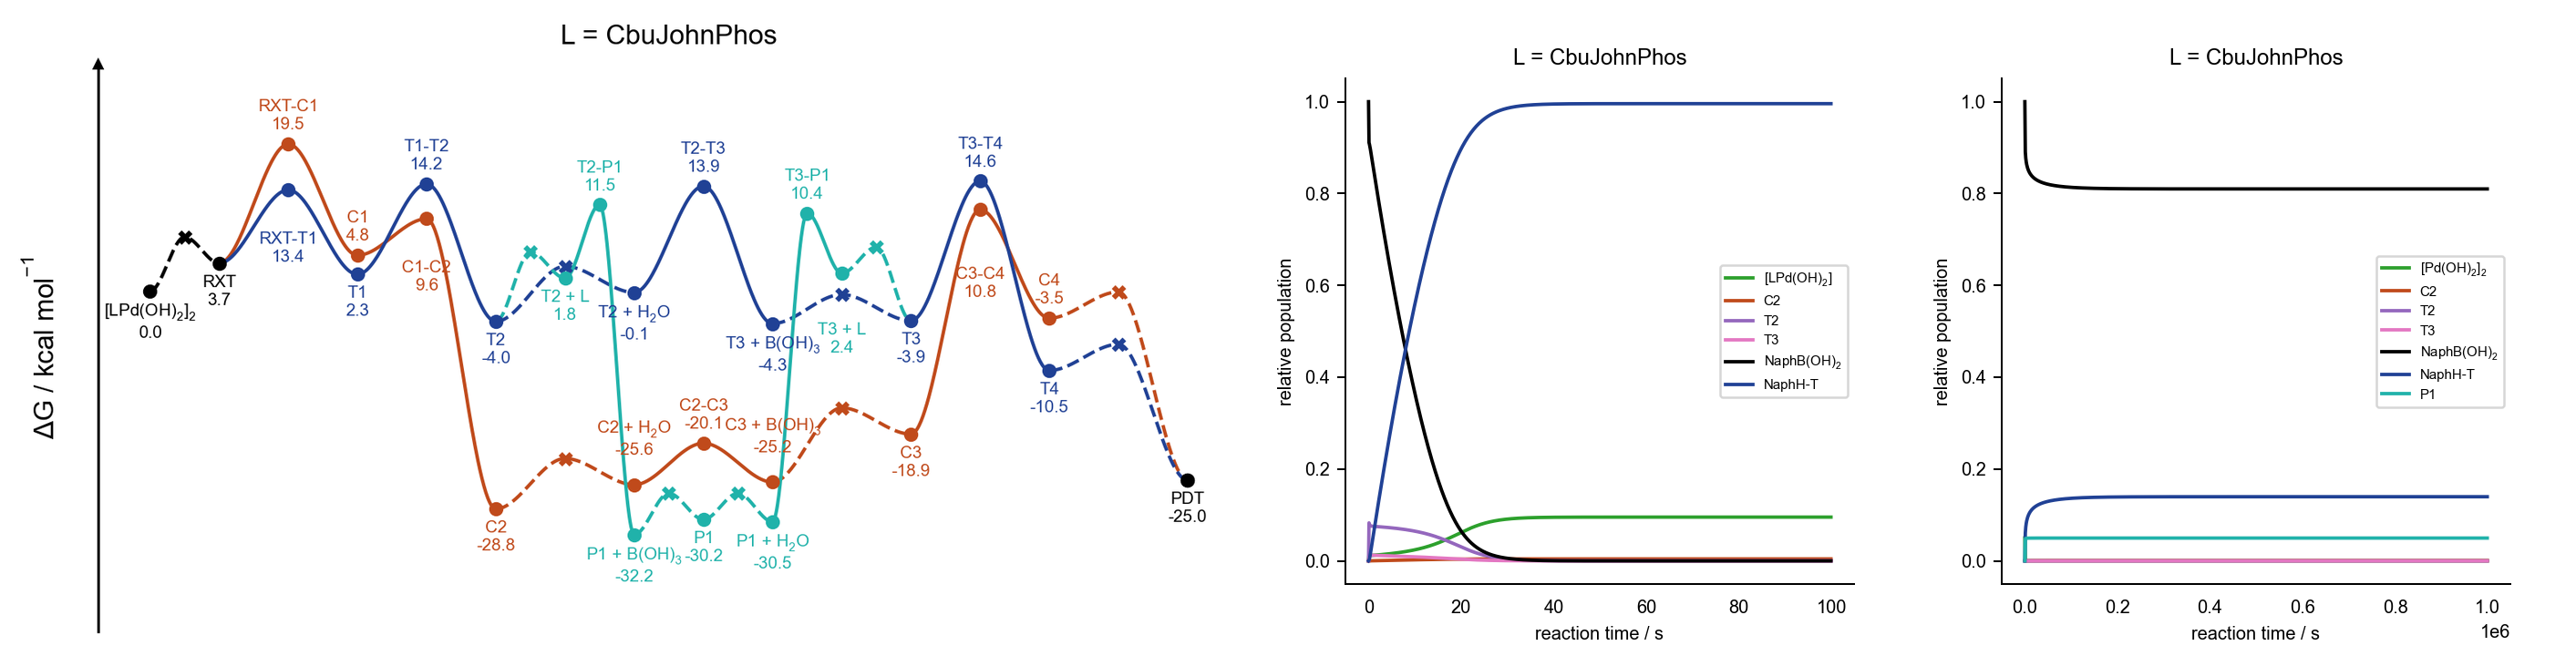 L = CbuJohnPhos
ΔG / kcal mol⁻¹
[LPd(OH)₂]₂
0.0
RXT
3.7
RXT-C1
19.5
RXT-T1
13.4
C1
4.8
T1
2.3
T1-T2
14.2
C1-C2
9.6
T2
-4.0
C2
-28.8
T2-P1
11.5
T2 + L
1.8
T2 + H₂O
-0.1
C2 + H₂O
-25.6
P1 + B(OH)₃
-32.2
T2-T3
13.9
C2-C3
-20.1
P1
-30.2
T3 + B(OH)₃
-4.3
C3 + B(OH)₃
-25.2
P1 + H₂O
-30.5
T3-P1
10.4
T3 + L
2.4
T3
-3.9
C3
-18.9
T3-T4
14.6
C3-C4
10.8
C4
-3.5
T4
-10.5
PDT
-25.0
L = CbuJohnPhos
relative population
1.0
0.8
0.6
0.4
0.2
0.0
[LPd(OH)₂]
C2
T2
T3
NaphB(OH)₂
NaphH-T
0 20 40 60 80 100
reaction time / s
L = CbuJohnPhos
relative population
1.0
0.8
0.6
0.4
0.2
0.0
[Pd(OH)₂]₂
C2
T2
T3
NaphB(OH)₂
NaphH-T
P1
0.0 0.2 0.4 0.6 0.8 1.0
1e6
reaction time / s